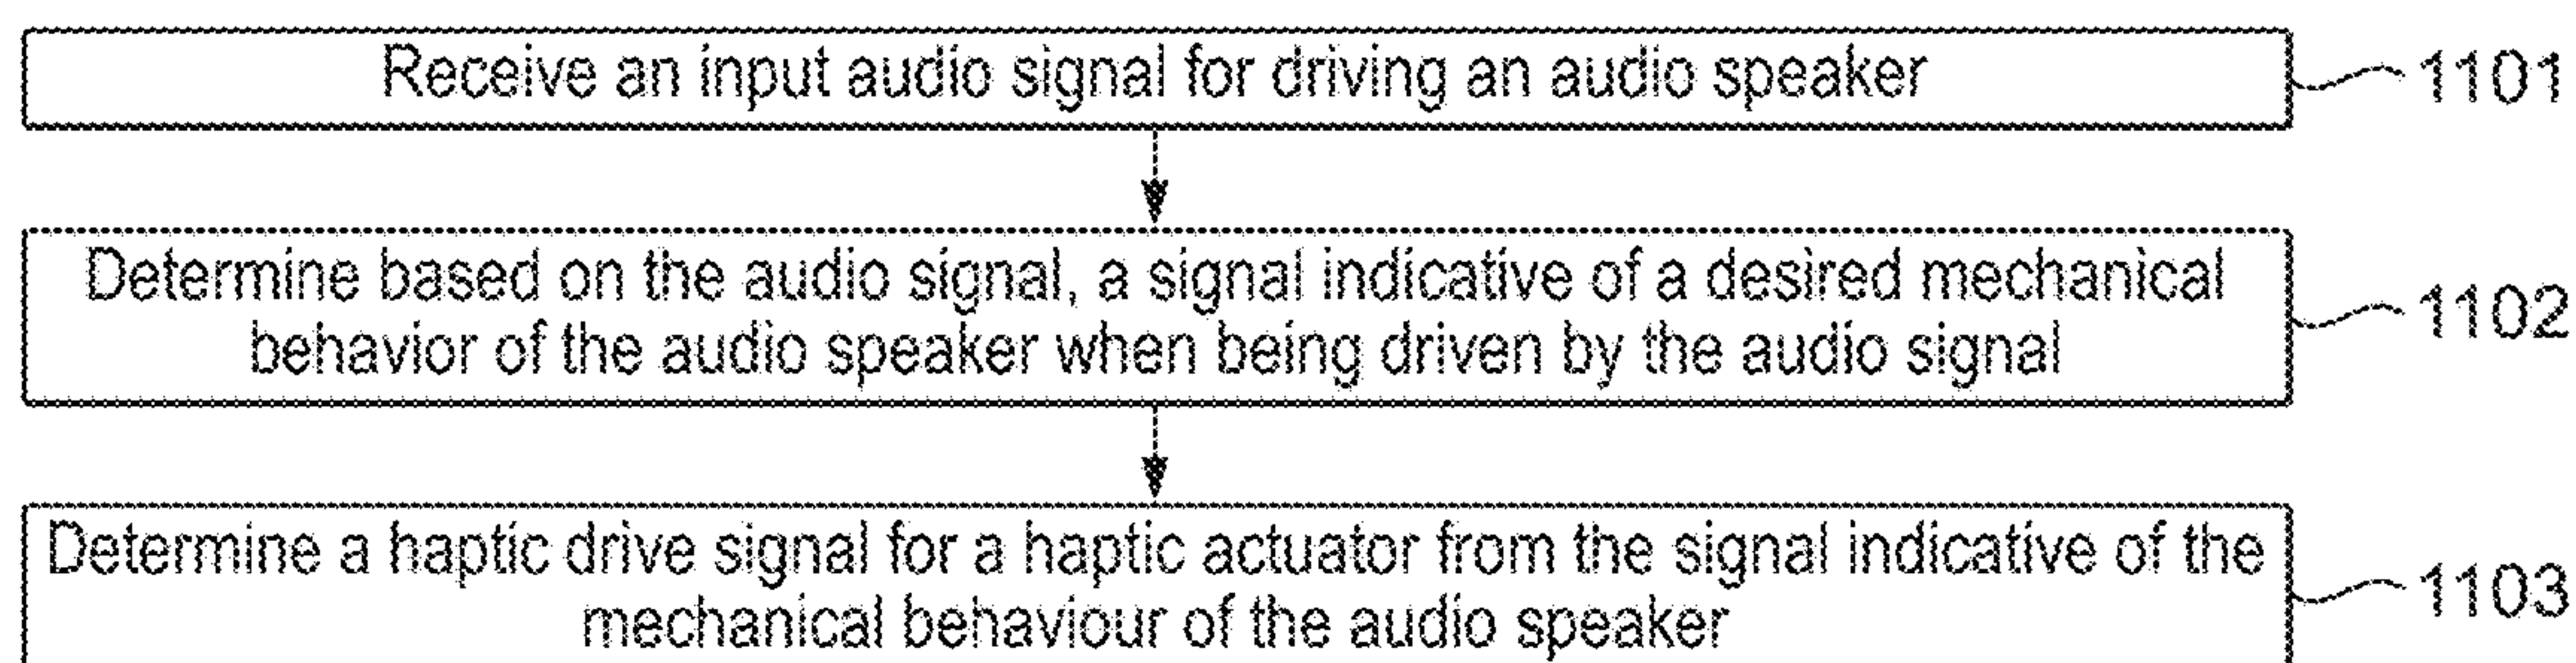 Receive an input audio signal for driving an audio speaker
1101
Determine based on the audio signal, a signal indicative of a desired mechanical
behavior of the audio speaker when being driven by the audio signal
1102
Determine a haptic drive signal for a haptic actuator from the signal indicative of the
mechanical behaviour of the audio speaker
1103